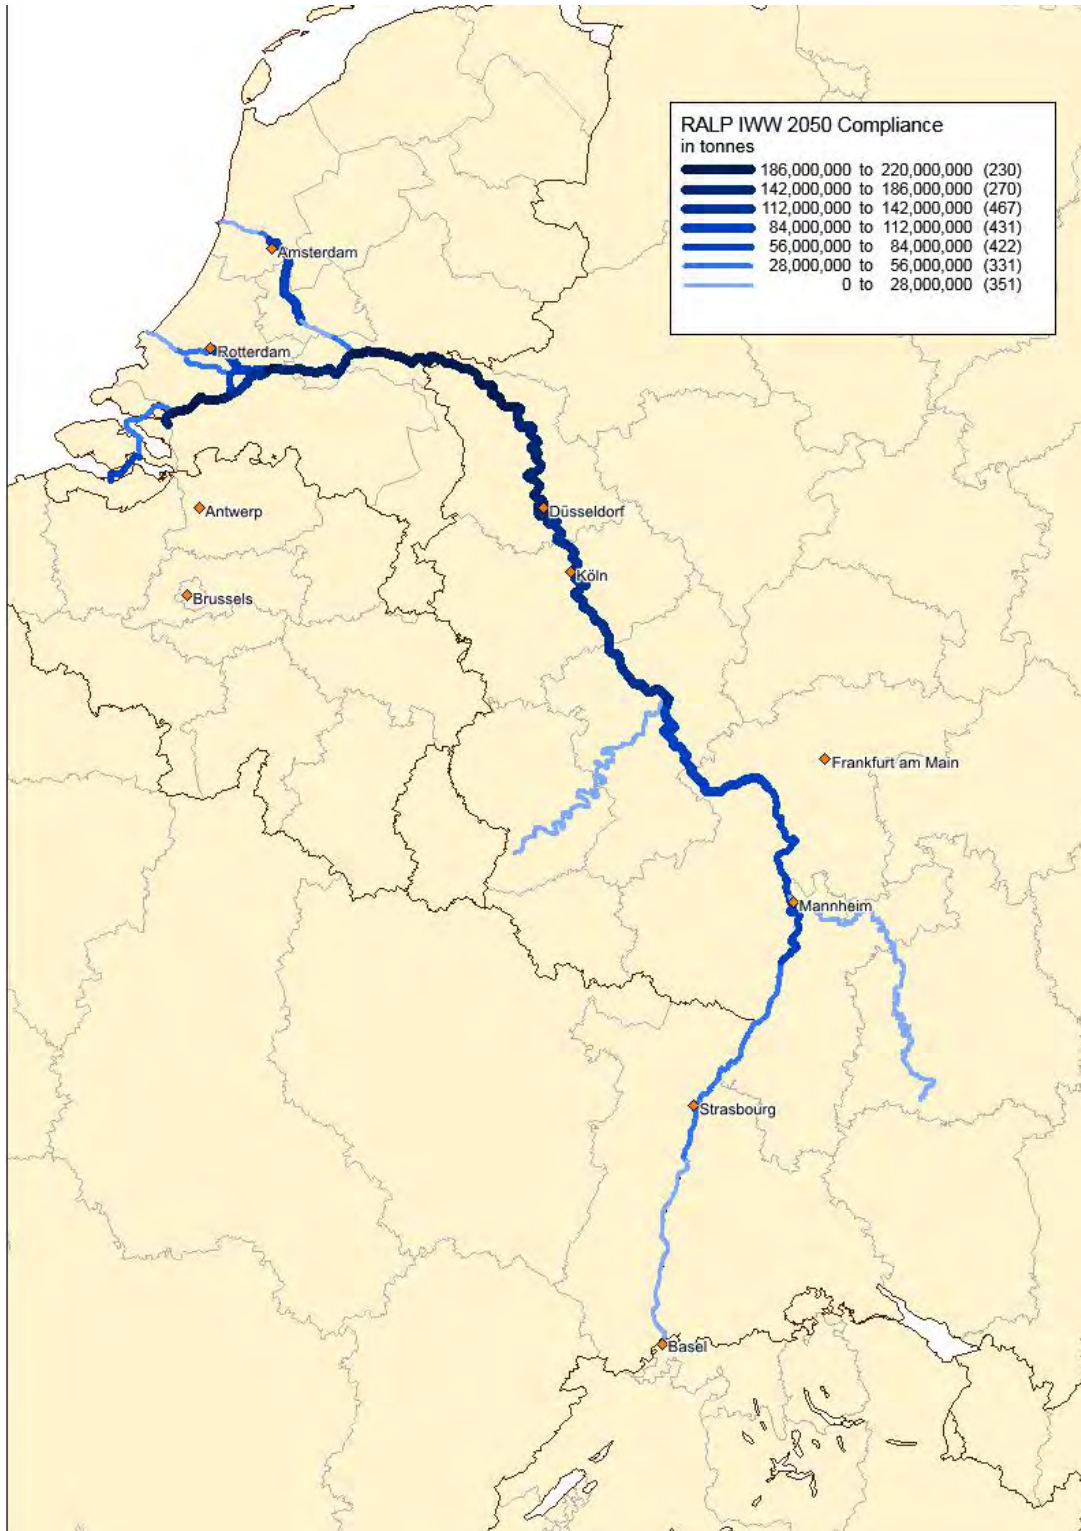 RALP IWW 2050 Compliance
in tonnes
186,000,000 to 220,000,000 (230)
142,000,000 to 186,000,000 (270)
112,000,000 to 142,000,000 (467)
84,000,000 to 112,000,000 (431)
56,000,000 to 84,000,000 (422)
28,000,000 to 56,000,000 (331)
0 to 28,000,000 (351)
Amsterdam
Rotterdam
Antwerp
Düsseldorf
Köln
Brussels
Frankfurt am Main
Mannheim
Strasbourg
Basel